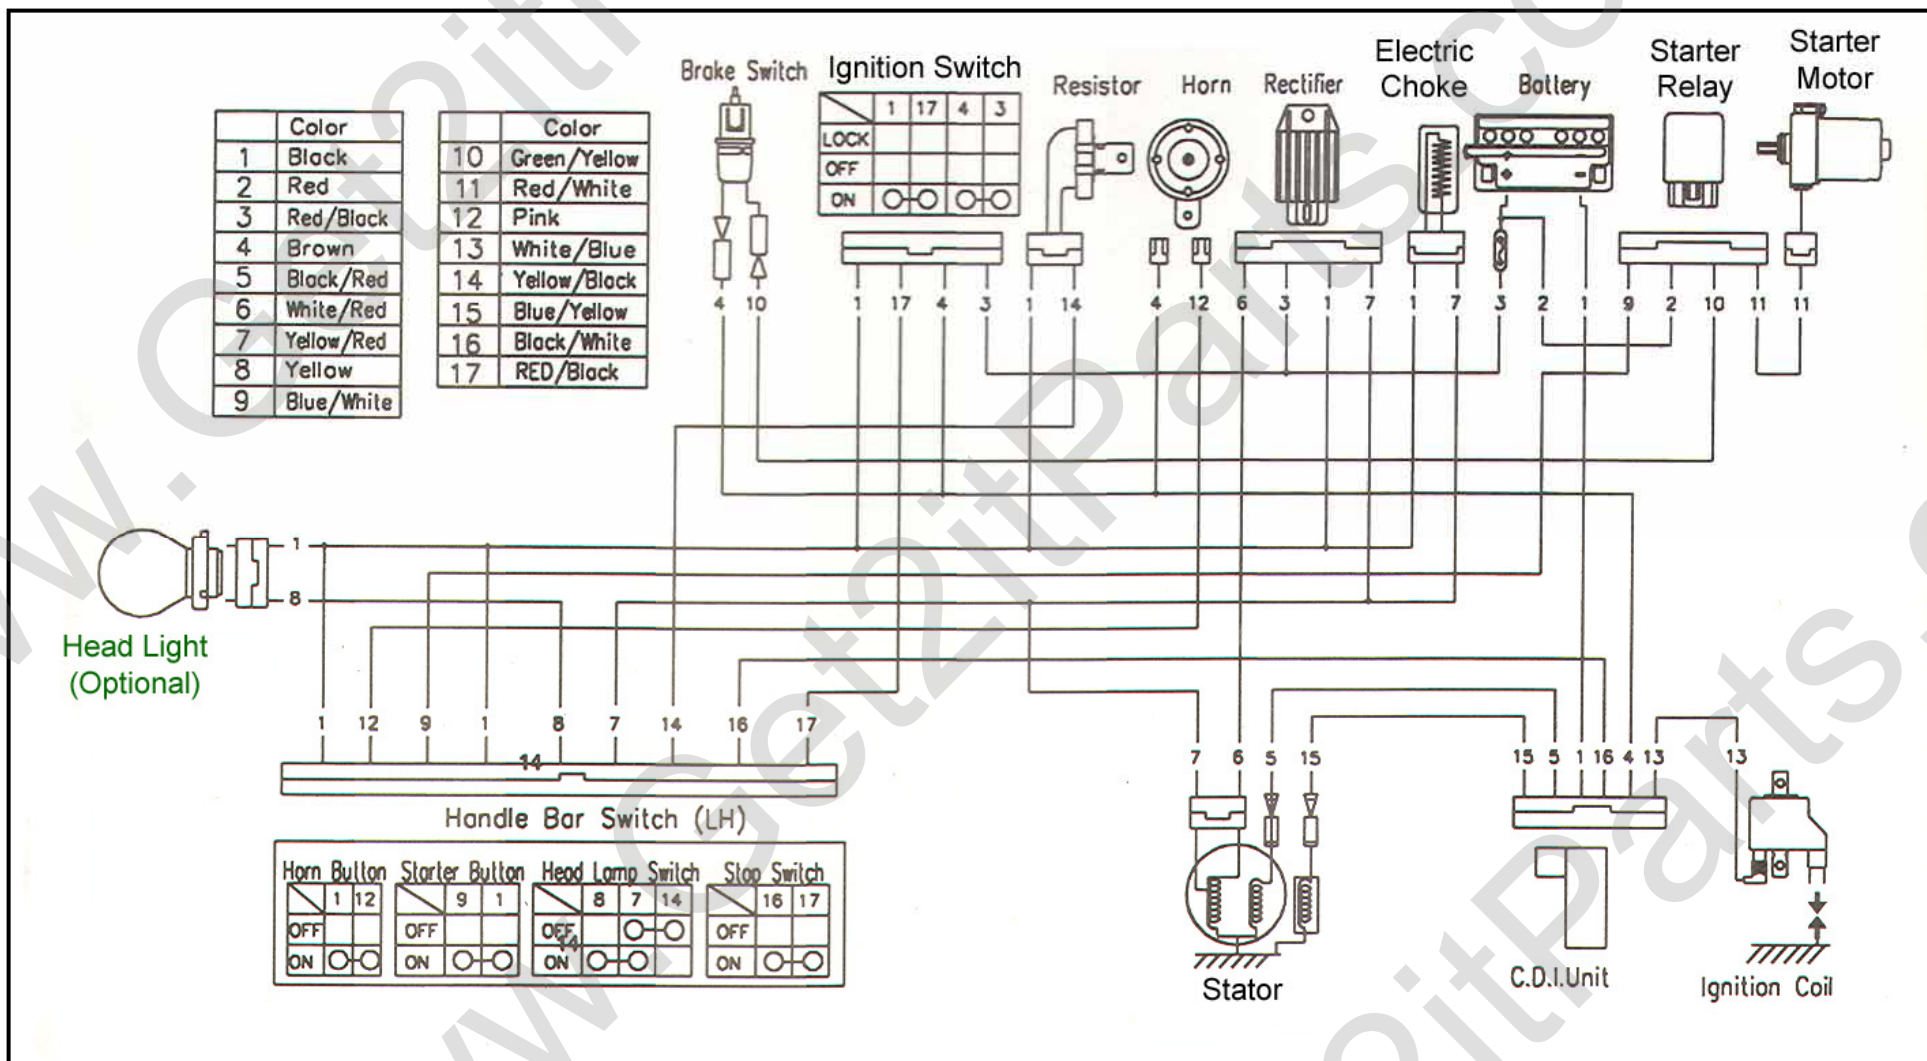 Brake Switch
Ignition Switch
Resistor
Horn
Rectifier
Electric
Choke
Battery
Starter
Relay
Starter
Motor
Color
1 Black
2 Red
3 Red/Black
4 Brown
5 Black/Red
6 White/Red
7 Yellow/Red
8 Yellow
9 Blue/White
Color
10 Green/Yellow
11 Red/White
12 Pink
13 White/Blue
14 Yellow/Black
15 Blue/Yellow
16 Black/White
17 RED/Black
1 17 4 3
LOCK
OFF
ON
4 10 1 17 4 3 1 14 4 12 6 3 1 7 1 7 3 2 1 9 2 10 11 11
1
8
Head Light
(Optional)
1 12 9 1 8 7 14 16 17
14
Handle Bar Switch (LH)
Horn Button
1 12
OFF
ON
Starter Button
9 1
OFF
ON
Head Lamp Switch
8 7 14
OFF
14
ON
Stop Switch
16 17
OFF
ON
7 6 5 15
Stator
15 5 1 16 4 13 13
C.D.I.Unit
Ignition Coil
w.Get2itParts.co
w.Get2itParts.c
2itParts